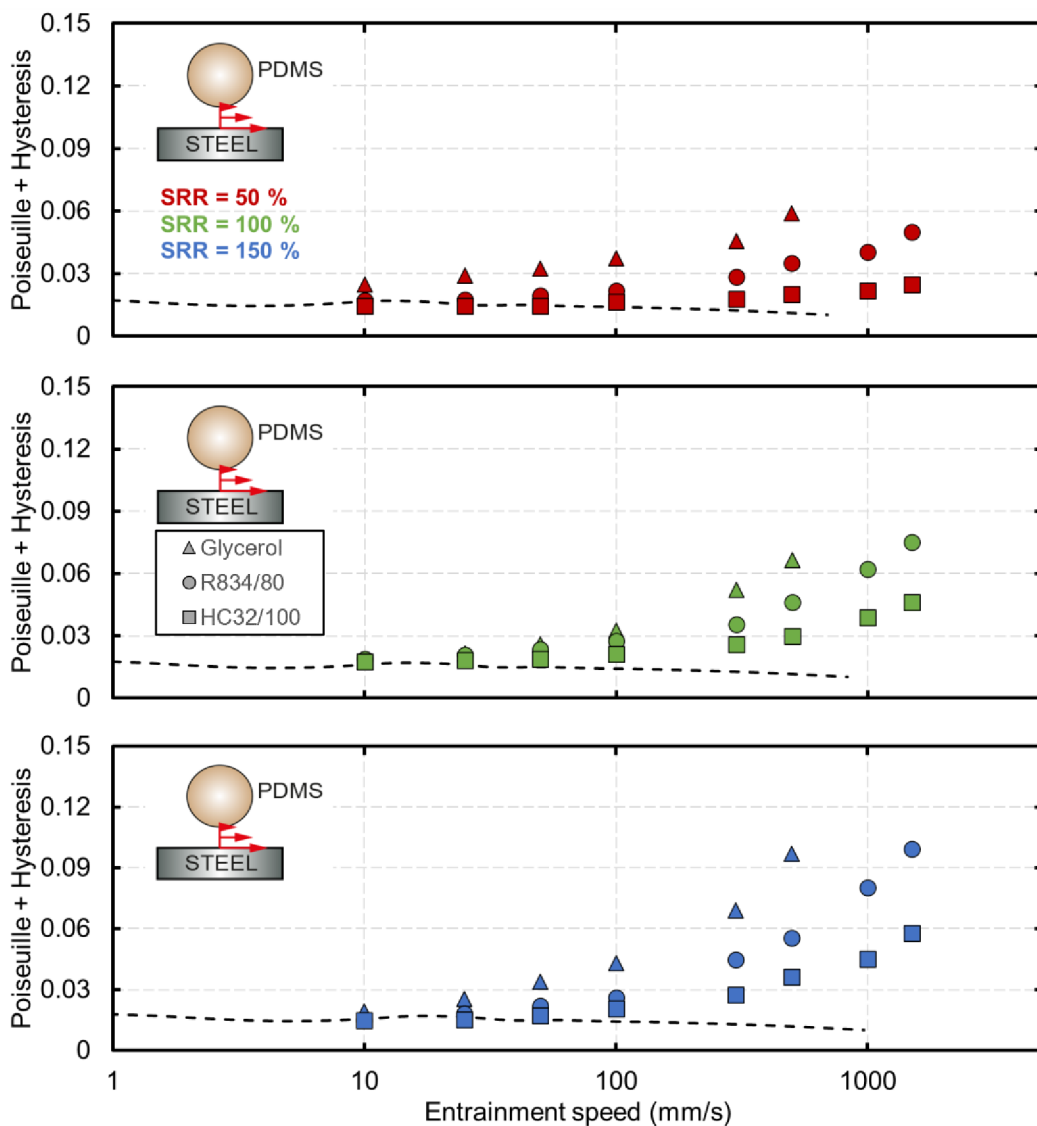 Poiseuille + Hysteresis
0.15
0.12
0.09
0.06
0.03
0
PDMS
STEEL
SRR = 50 %
SRR = 100 %
SRR = 150 %
Poiseuille + Hysteresis
0.15
0.12
0.09
0.06
0.03
0
PDMS
STEEL
Glycerol
R834/80
HC32/100
Poiseuille + Hysteresis
0.15
0.12
0.09
0.06
0.03
0
PDMS
STEEL
1 10 100 1000
Entrainment speed (mm/s)